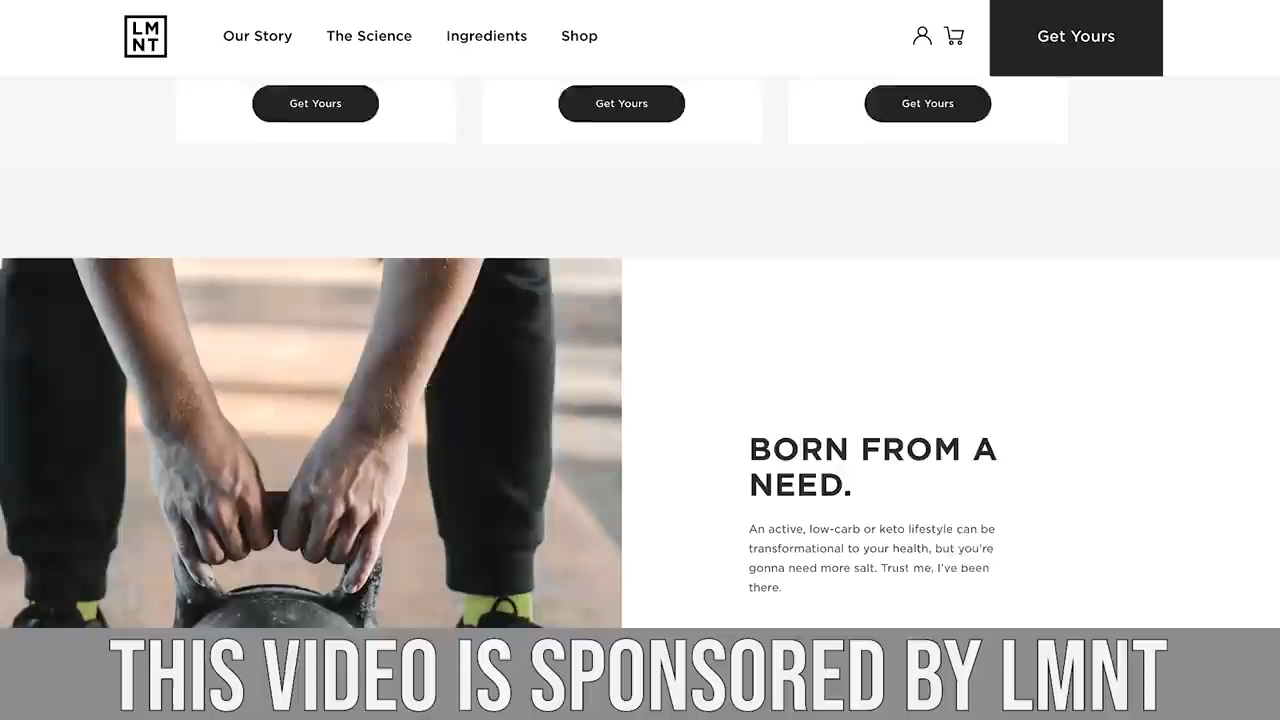 LM
NT
Our Story
The Science
Ingredients
Shop
Get Yours
Get Yours
Get Yours
Get Yours
BORN FROM A
NEED.
An active, low-carb or keto lifestyle can be
transformational to your health, but you're
gonna need more salt. Trust me, I've been
there.
THIS VIDEO IS SPONSORED BY LMNT